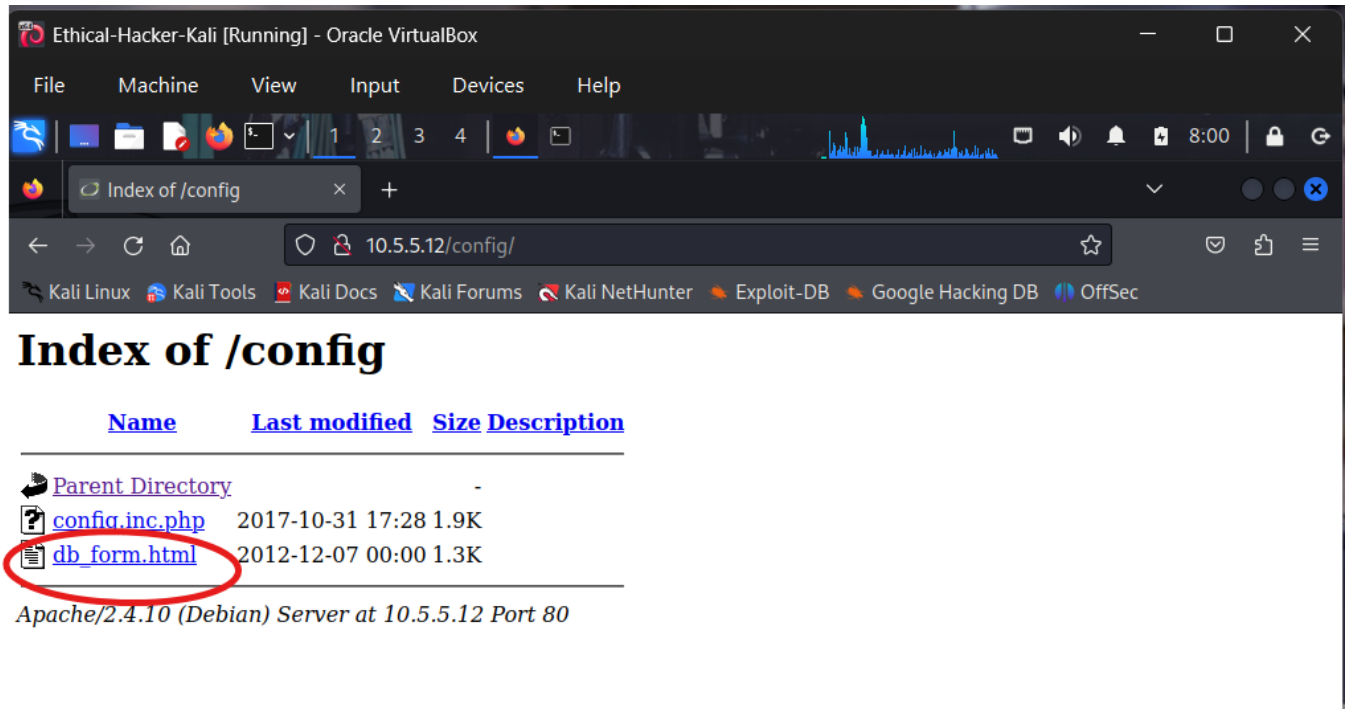 Ethical-Hacker-Kali [Running] - Oracle VirtualBox
File Machine View Input Devices Help
1 2 3 4 8:00
Index of /config
10.5.5.12/config/
Kali Linux Kali Tools Kali Docs Kali Forums Kali NetHunter Exploit-DB Google Hacking DB OffSec
Index of /config
Name Last modified Size Description
Parent Directory -
config.inc.php 2017-10-31 17:28 1.9K
db_form.html 2012-12-07 00:00 1.3K
Apache/2.4.10 (Debian) Server at 10.5.5.12 Port 80